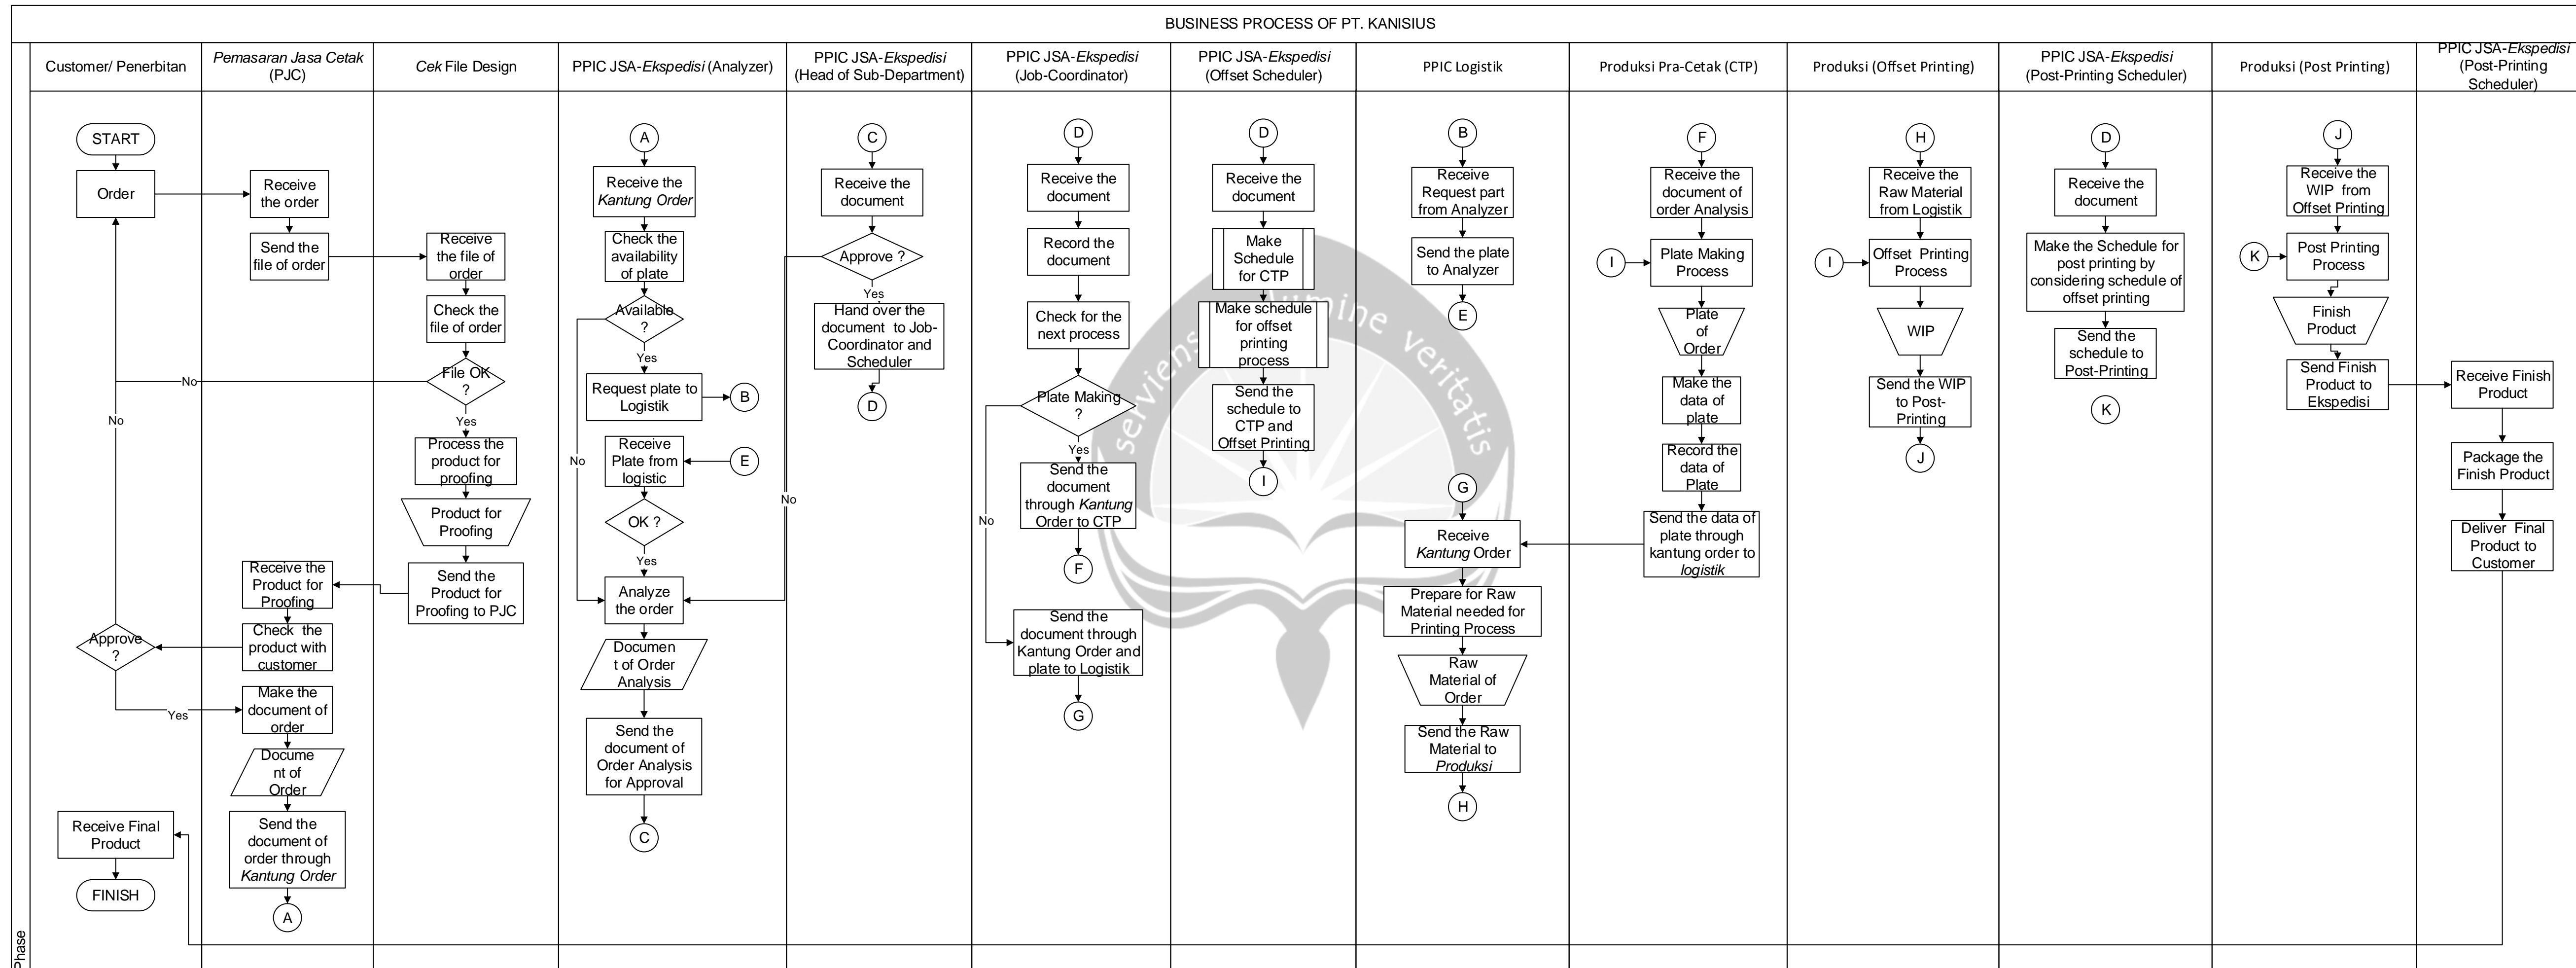 BUSINESS PROCESS OF PT. KANISIUS
Customer/ Penerbitan
Pemasaran Jasa Cetak
(PJC)
Cek File Design
PPIC JSA-Ekspedisi (Analyzer)
PPIC JSA-Ekspedisi
(Head of Sub-Department)
PPIC JSA-Ekspedisi
(Job-Coordinator)
PPIC JSA-Ekspedisi
(Offset Scheduler)
PPIC Logistik
Produksi Pra-Cetak (CTP)
Produksi (Offset Printing)
PPIC JSA-Ekspedisi
(Post-Printing Scheduler)
Produksi (Post Printing)
PPIC JSA-Ekspedisi
(Post-Printing
Scheduler)
Phase
START
Order
No
No
Approve
?
Yes
Receive Final
Product
FINISH
Receive
the order
Send the
file of order
Receive the
Product for
Proofing
Check the
product with
customer
Make the
document of
order
Docume
nt of
Order
Send the
document of
order through
Kantung Order
A
Receive
the file of
order
Check the
file of order
File OK
?
Yes
Process the
product for
proofing
Product for
Proofing
Send the
Product for
Proofing to PJC
A
Receive the
Kantung Order
Check the
availability
of plate
Available
?
Yes
Request plate to
Logistik
B
No
Receive
Plate from
logistic
E
OK ?
Yes
Analyze
the order
Documen
t of Order
Analysis
Send the
document of
Order Analysis
for Approval
C
C
Receive the
document
Approve ?
Yes
Hand over the
document to Job-
Coordinator and
Scheduler
D
No
D
Receive the
document
Record the
document
Check for the
next process
Plate Making
?
Yes
Send the
document
through Kantung
Order to CTP
F
No
Send the
document through
Kantung Order and
plate to Logistik
G
D
Receive the
document
Make
Schedule
for CTP
Make schedule
for offset
printing
process
Send the
schedule to
CTP and
Offset Printing
I
B
Receive
Request part
from Analyzer
Send the plate
to Analyzer
E
G
Receive
Kantung Order
Prepare for Raw
Material needed for
Printing Process
Raw
Material of
Order
Send the Raw
Material to
Produksi
H
F
Receive the
document of
order Analysis
I
Plate Making
Process
Plate
of
Order
Make the
data of
plate
Record the
data of
Plate
Send the data of
plate through
kantung order to
logistik
H
Receive the
Raw Material
from Logistik
I
Offset Printing
Process
WIP
Send the WIP
to Post-
Printing
J
D
Receive the
document
Make the Schedule for
post printing by
considering schedule of
offset printing
Send the
schedule to
Post-Printing
K
J
Receive the
WIP from
Offset Printing
K
Post Printing
Process
Finish
Product
Send Finish
Product to
Ekspedisi
Receive Finish
Product
Package the
Finish Product
Deliver Final
Product to
Customer
serviens
lumine veritatis